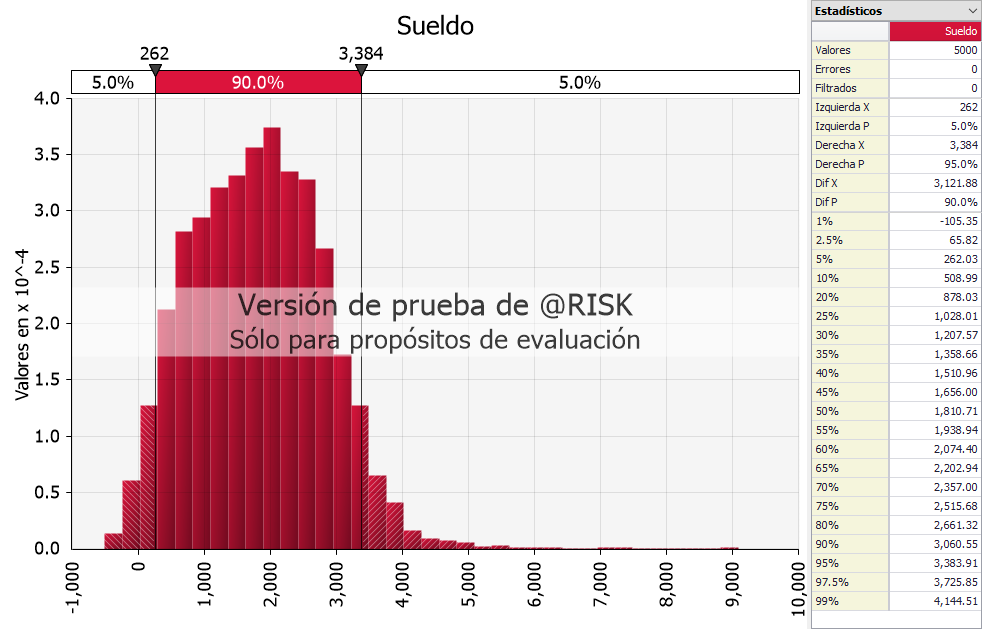 Sueldo
262 3,384
5.0% 90.0% 5.0%
Valores en x 10^-4
4.0
3.5
3.0
2.5
2.0
1.5
1.0
0.5
0.0
Versión de prueba de @RISK
Sólo para propósitos de evaluación
-1,000 0 1,000 2,000 3,000 4,000 5,000 6,000 7,000 8,000 9,000 10,000
Estadísticos
Sueldo
Valores 5000
Errores 0
Filtrados 0
Izquierda X 262
Izquierda P 5.0%
Derecha X 3,384
Derecha P 95.0%
Dif X 3,121.88
Dif P 90.0%
1% -105.35
2.5% 65.82
5% 262.03
10% 508.99
20% 878.03
25% 1,028.01
30% 1,207.57
35% 1,358.66
40% 1,510.96
45% 1,656.00
50% 1,810.71
55% 1,938.94
60% 2,074.40
65% 2,202.94
70% 2,357.00
75% 2,515.68
80% 2,661.32
90% 3,060.55
95% 3,383.91
97.5% 3,725.85
99% 4,144.51